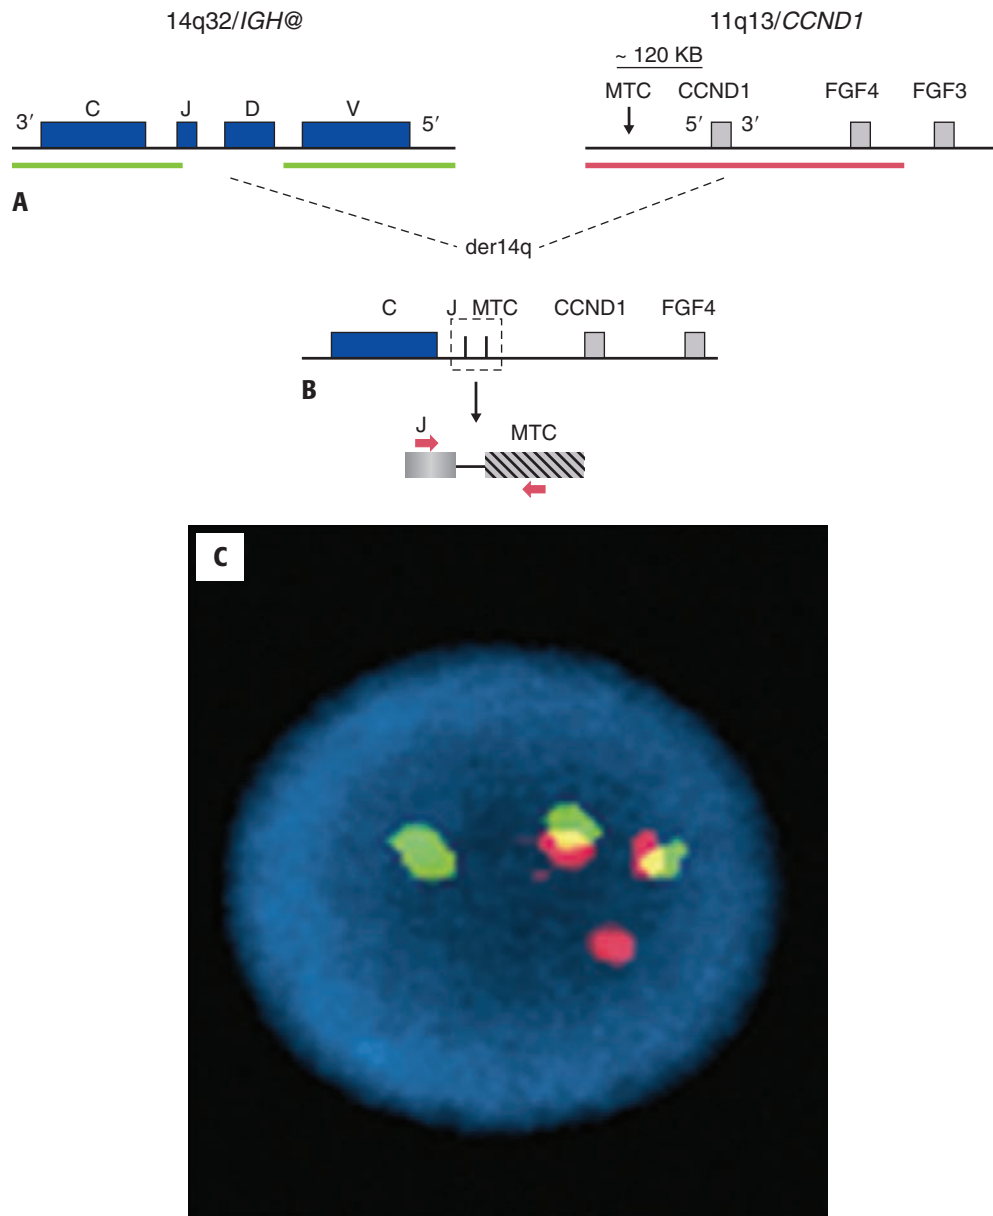 14q32/IGH@
11q13/CCND1
~ 120 KB
MTC CCND1 FGF4 FGF3
3′ C J D V 5′
5′ 3′
A
der14q
C J MTC CCND1 FGF4
B
J MTC
C